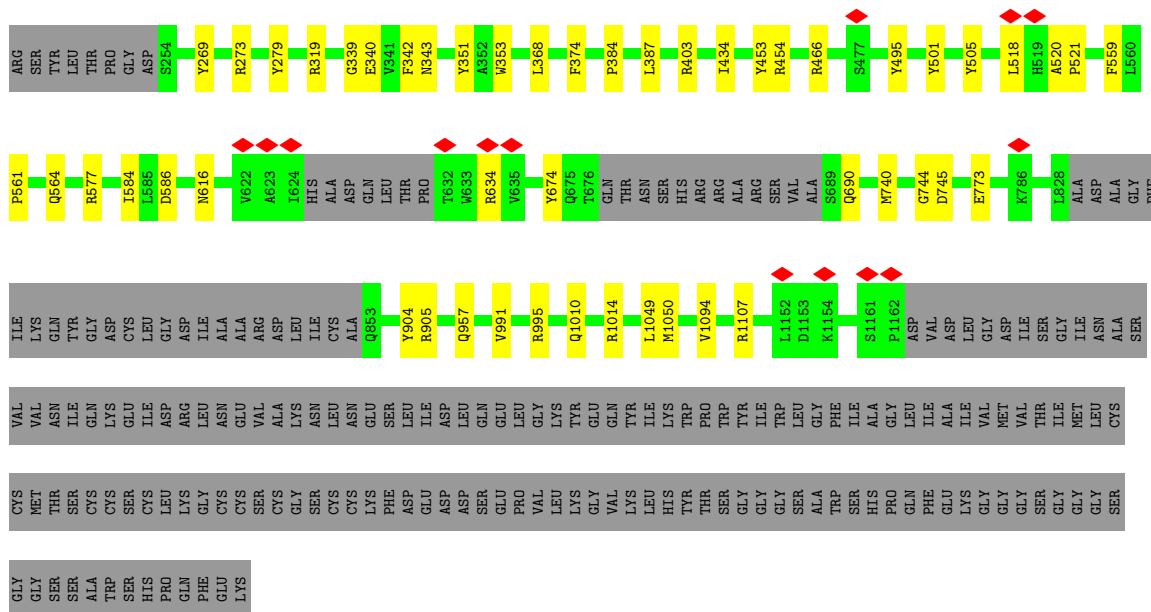 ARG SER TYR LEU THR PRO GLY ASP S254 Y269 R273 Y279 R319 G339 E340 V341 F342 N343 Y351 A352 W353 L368 F374 P384 L387 R403 I434 Y453 R454 R466 S477 Y495 Y501 Y505 L518 H519 A520 P521 F559 L560
P561 Q564 R577 I584 L585 D586 N616 V622 A623 I624 HIS ALA ASP GLN LEU THR PRO T632 W633 R634 V635 Y674 Q675 T676 GLN THR ASN SER HIS ARG ARG ALA ARG SER VAL ALA S689 Q690 M740 G744 D745 E773 K786 L828 ALA ASP ALA GLY
ILE LYS GLN TYR GLY ASP CYS LEU GLY ASP ILE ALA ALA ARG ASP LEU ILE CYS ALA Q853 Y904 R905 Q957 V991 R995 Q1010 R1014 L1049 M1050 V1094 R1107 L1152 D1153 K1154 S1161 P1162 ASP VAL ASP LEU GLY ASP ILE SER GLY ILE ASN ALA SER
VAL VAL ASN ILE GLN LYS GLU ILE ASP ARG LEU ASN GLU VAL ALA LYS ASN LEU ASN GLU SER LEU ILE ASP LEU GLN GLU LEU GLY LYS TYR GLU GLN TYR ILE LYS TRP PRO TRP TYR ILE TRP LEU GLY PHE ILE ALA GLY LEU ILE ALA ILE VAL MET VAL THR ILE MET LEU CYS
CYS MET THR SER CYS CYS SER CYS LEU LYS GLY CYS CYS SER CYS GLY SER CYS CYS LYS PHE ASP GLU ASP ASP SER GLU PRO VAL LEU LYS GLY VAL LYS LEU HIS TYR THR SER GLY GLY GLY SER ALA TRP SER HIS PRO GLN PHE GLU LYS GLY GLY GLY SER GLY GLY GLY SER
GLY GLY SER SER ALA TRP SER HIS PRO GLN PHE GLU LYS